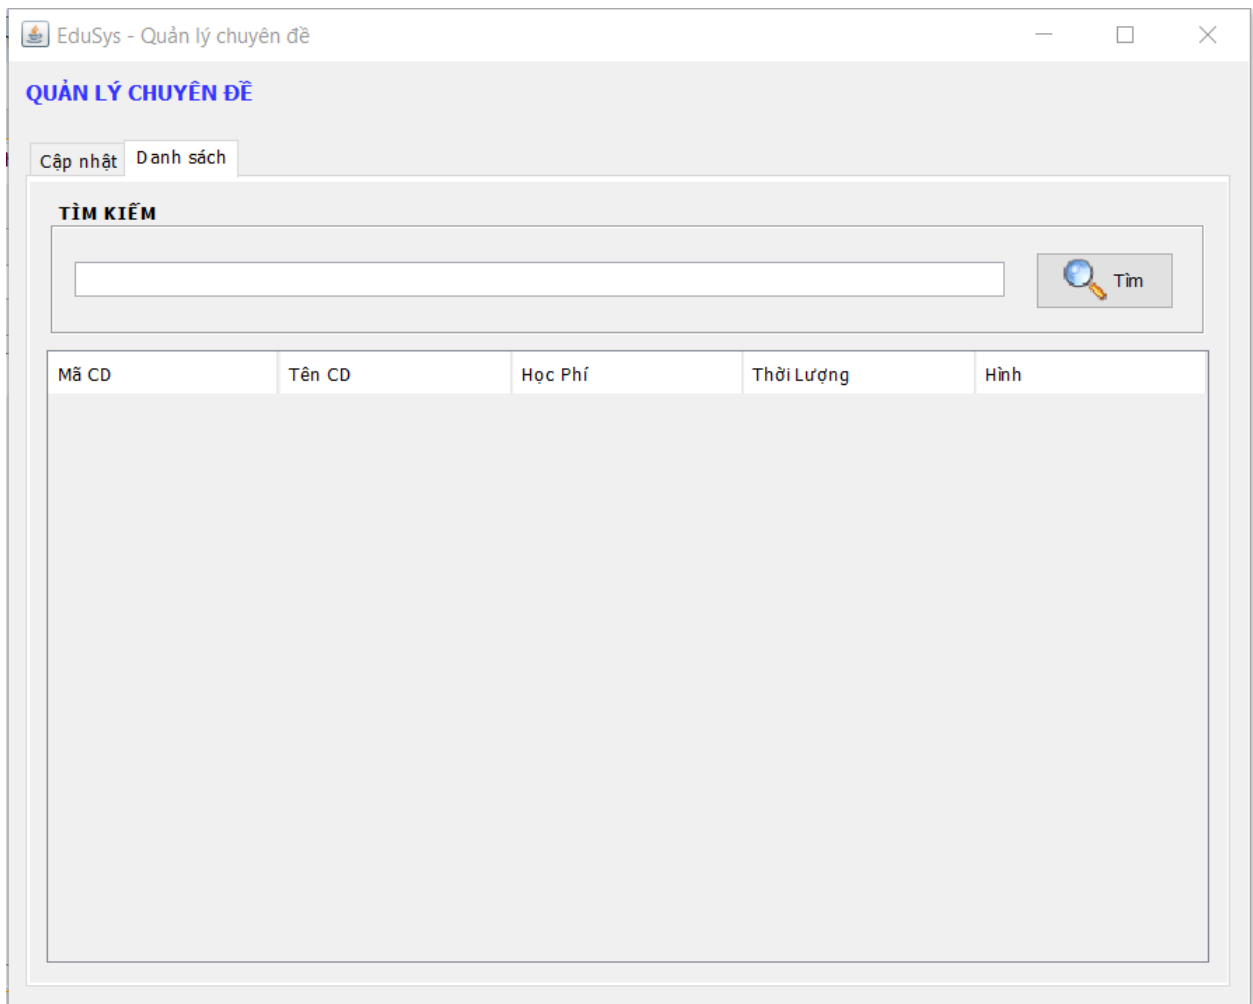 EduSys - Quản lý chuyên đề
QUẢN LÝ CHUYÊN ĐỀ
Cập nhật Danh sách
TÌM KIẾM
Tìm
Mã CD Tên CD Học Phí Thời Lượng Hình